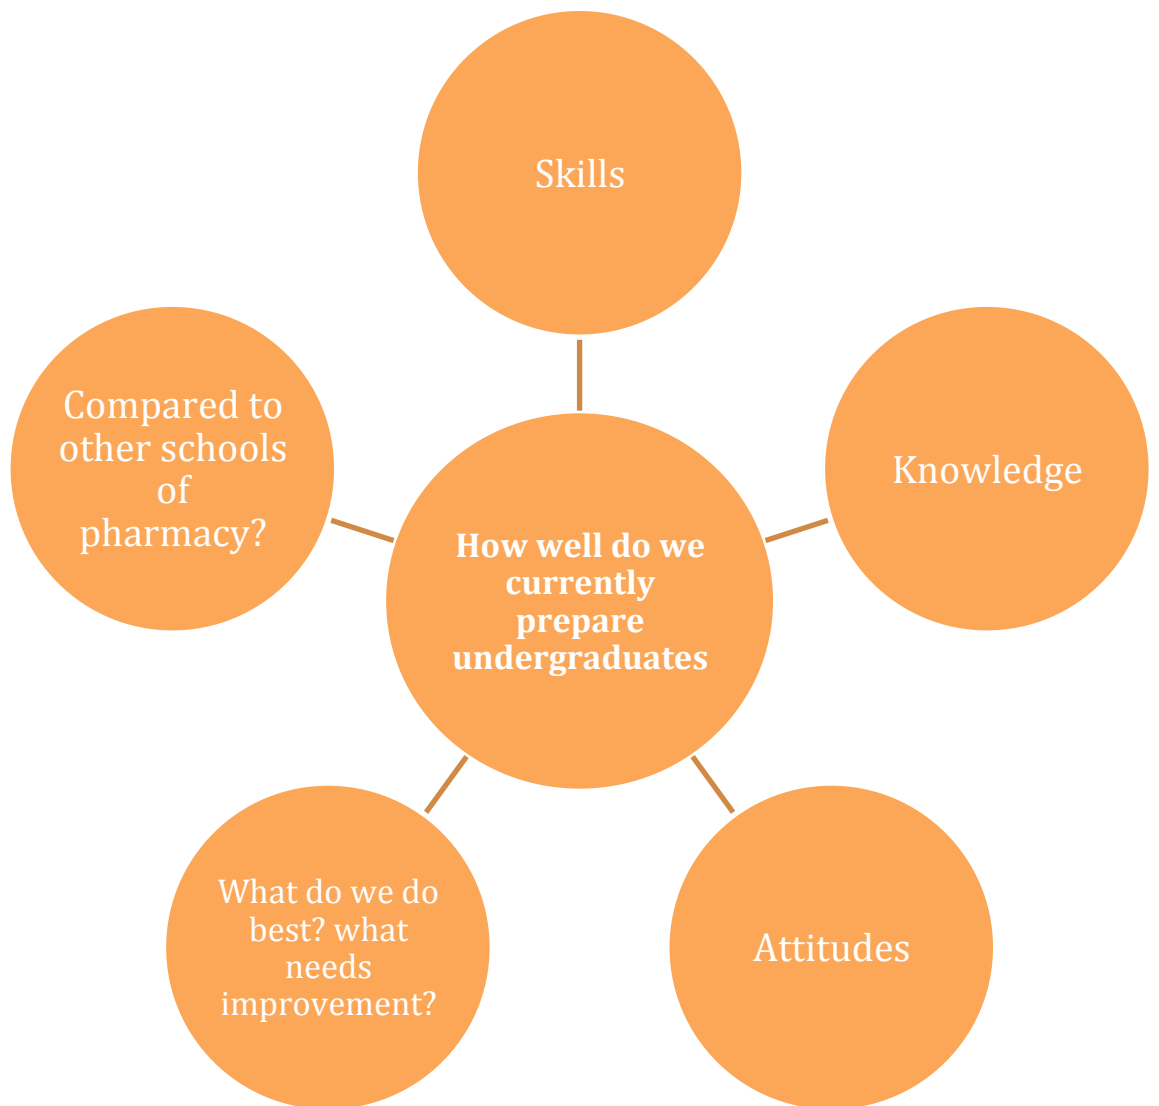 Skills
Compared to
other schools
of
pharmacy?
Knowledge
How well do we
currently
prepare
undergraduates
What do we do
best? what
needs
improvement?
Attitudes